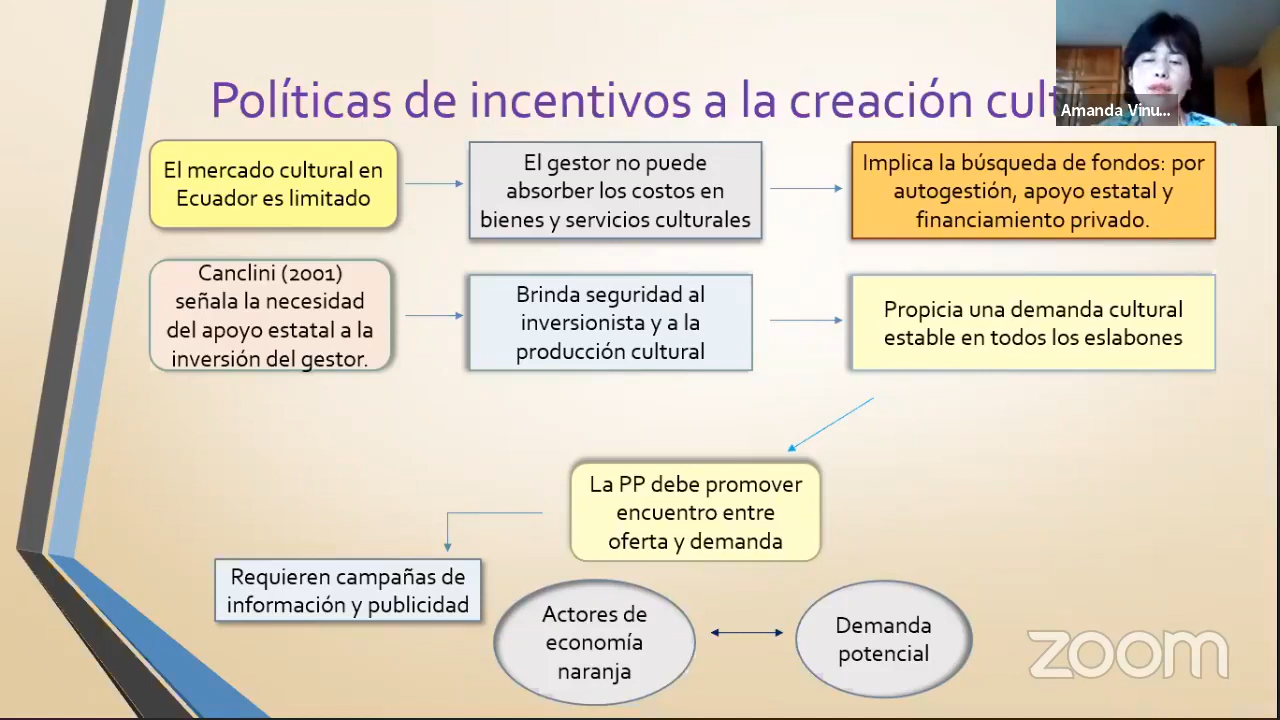 Políticas de incentivos a la creación cult
Amanda Vinu...
El mercado cultural en
Ecuador es limitado
El gestor no puede
absorber los costos en
bienes y servicios culturales
Implica la búsqueda de fondos: por
autogestión, apoyo estatal y
financiamiento privado.
Canclini (2001)
señala la necesidad
del apoyo estatal a la
inversión del gestor.
Brinda seguridad al
inversionista y a la
producción cultural
Propicia una demanda cultural
estable en todos los eslabones
La PP debe promover
encuentro entre
oferta y demanda
Requieren campañas de
información y publicidad
Actores de
economía
naranja
Demanda
potencial
zoom